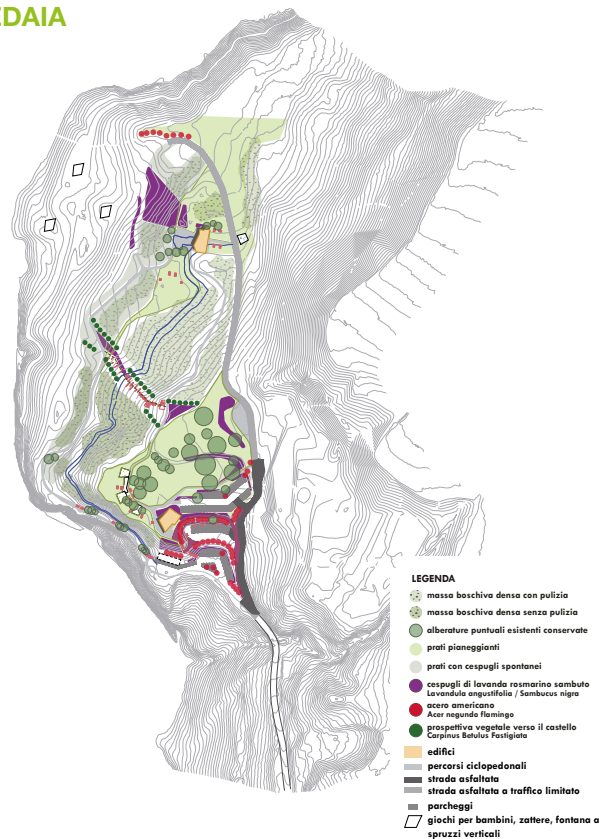 EDAIA
LEGENDA
massa boschiva densa con pulizia
massa boschiva densa senza pulizia
alberature puntuali esistenti conservate
prati pianeggianti
prati con cespugli spontanei
cespugli di lavanda rosmarino sambuto
Lavandula angustifolia / Sambucus nigra
acero americano
Acer negundo flamingo
prospettiva vegetale verso il castello
Carpinus Betulus Fastigiata
edifici
percorsi ciclopedonali
strada asfaltata
strada asfaltata a traffico limitato
parcheggi
giochi per bambini, zattere, fontana a
spruzzi verticali